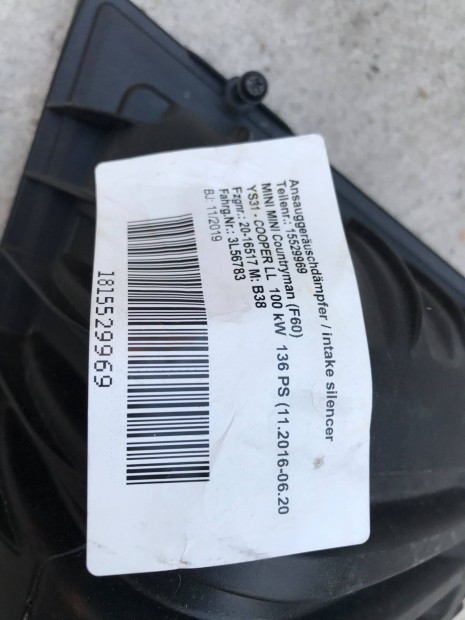 Ansauggeräuschdämpfer / intake silencer
Teilenr.: 15529969
MINI MINI Countryman (F60)
YS31 - COOPER LL 100 kW 136 PS (11.2016-06.20
Fzgnr.: 20-16517 M: B38
Fahrg.Nr.: 3L56783
BJ: 11/2019
1815529969